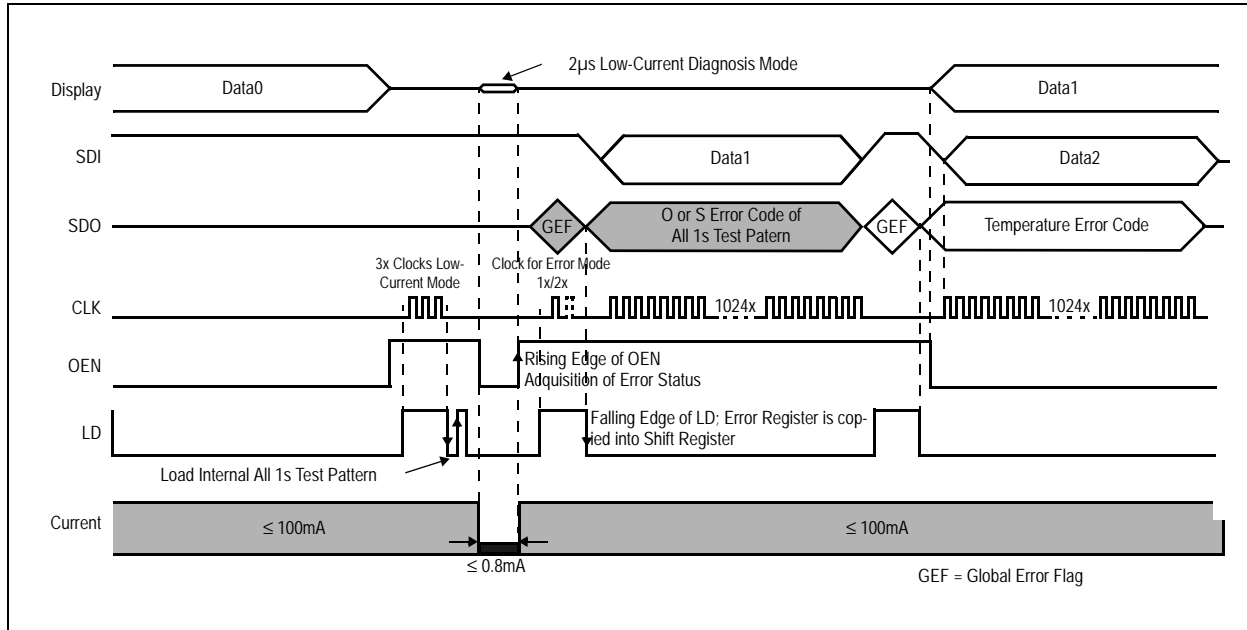 2µs Low-Current Diagnosis Mode
Display
Data0
Data1
SDI
Data1
Data2
SDO
GEF
O or S Error Code of
All 1s Test Patern
GEF
Temperature Error Code
3x Clocks Low-
Current Mode
Clock for Error Mode
1x/2x
CLK
1024x
1024x
OEN
Rising Edge of OEN
Acquisition of Error Status
LD
Falling Edge of LD; Error Register is cop-
ied into Shift Register
Load Internal All 1s Test Pattern
Current
≤ 100mA
≤ 100mA
≤ 0.8mA
GEF = Global Error Flag